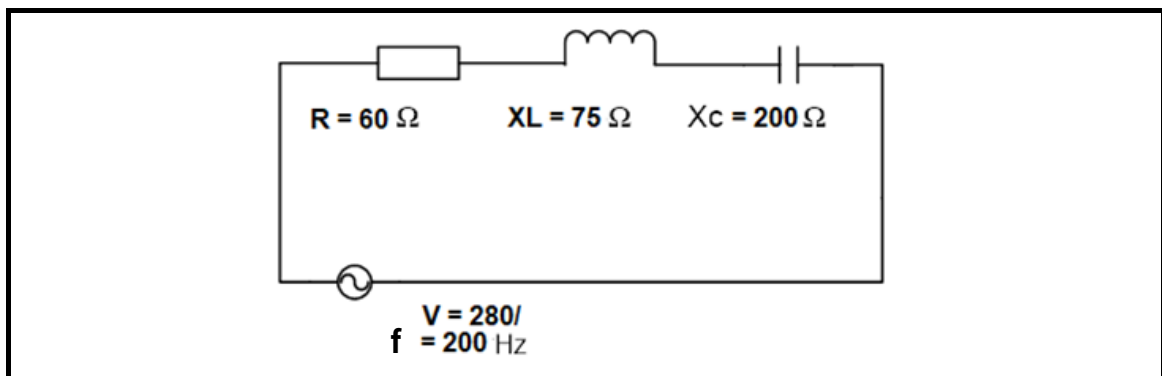 R = 60 Ω XL = 75 Ω Xc = 200 Ω
V = 280/
f = 200 Hz